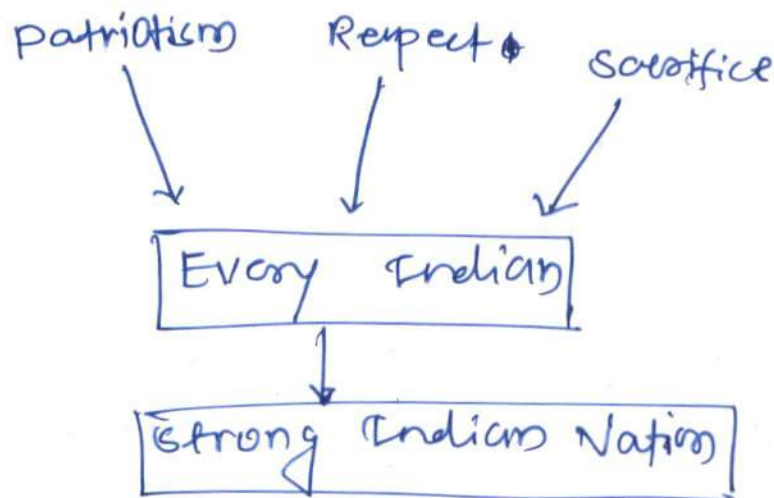 Patriotism Respect Sacrifice
Every Indian
Strong Indian Nation